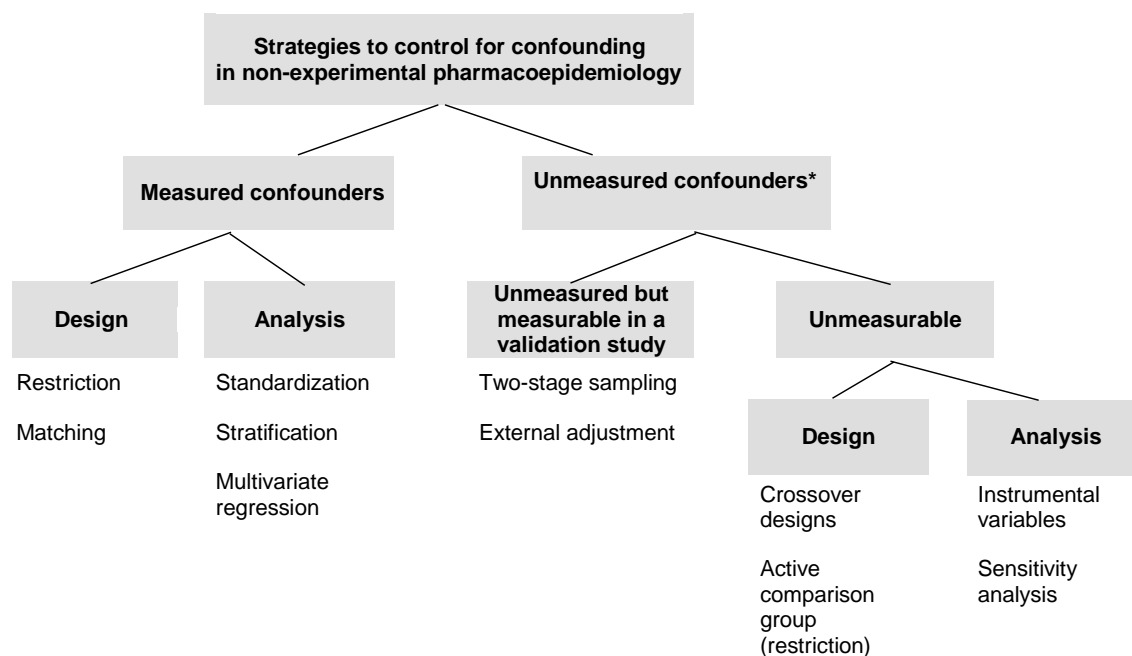 Strategies to control for confounding
in non-experimental pharmacoepidemiology
Measured confounders
Unmeasured confounders*
Design
Restriction
Matching
Analysis
Standardization
Stratification
Multivariate
regression
Unmeasured but
measurable in a
validation study
Two-stage sampling
External adjustment
Unmeasurable
Design
Crossover
designs
Active
comparison
group
(restriction)
Analysis
Instrumental
variables
Sensitivity
analysis